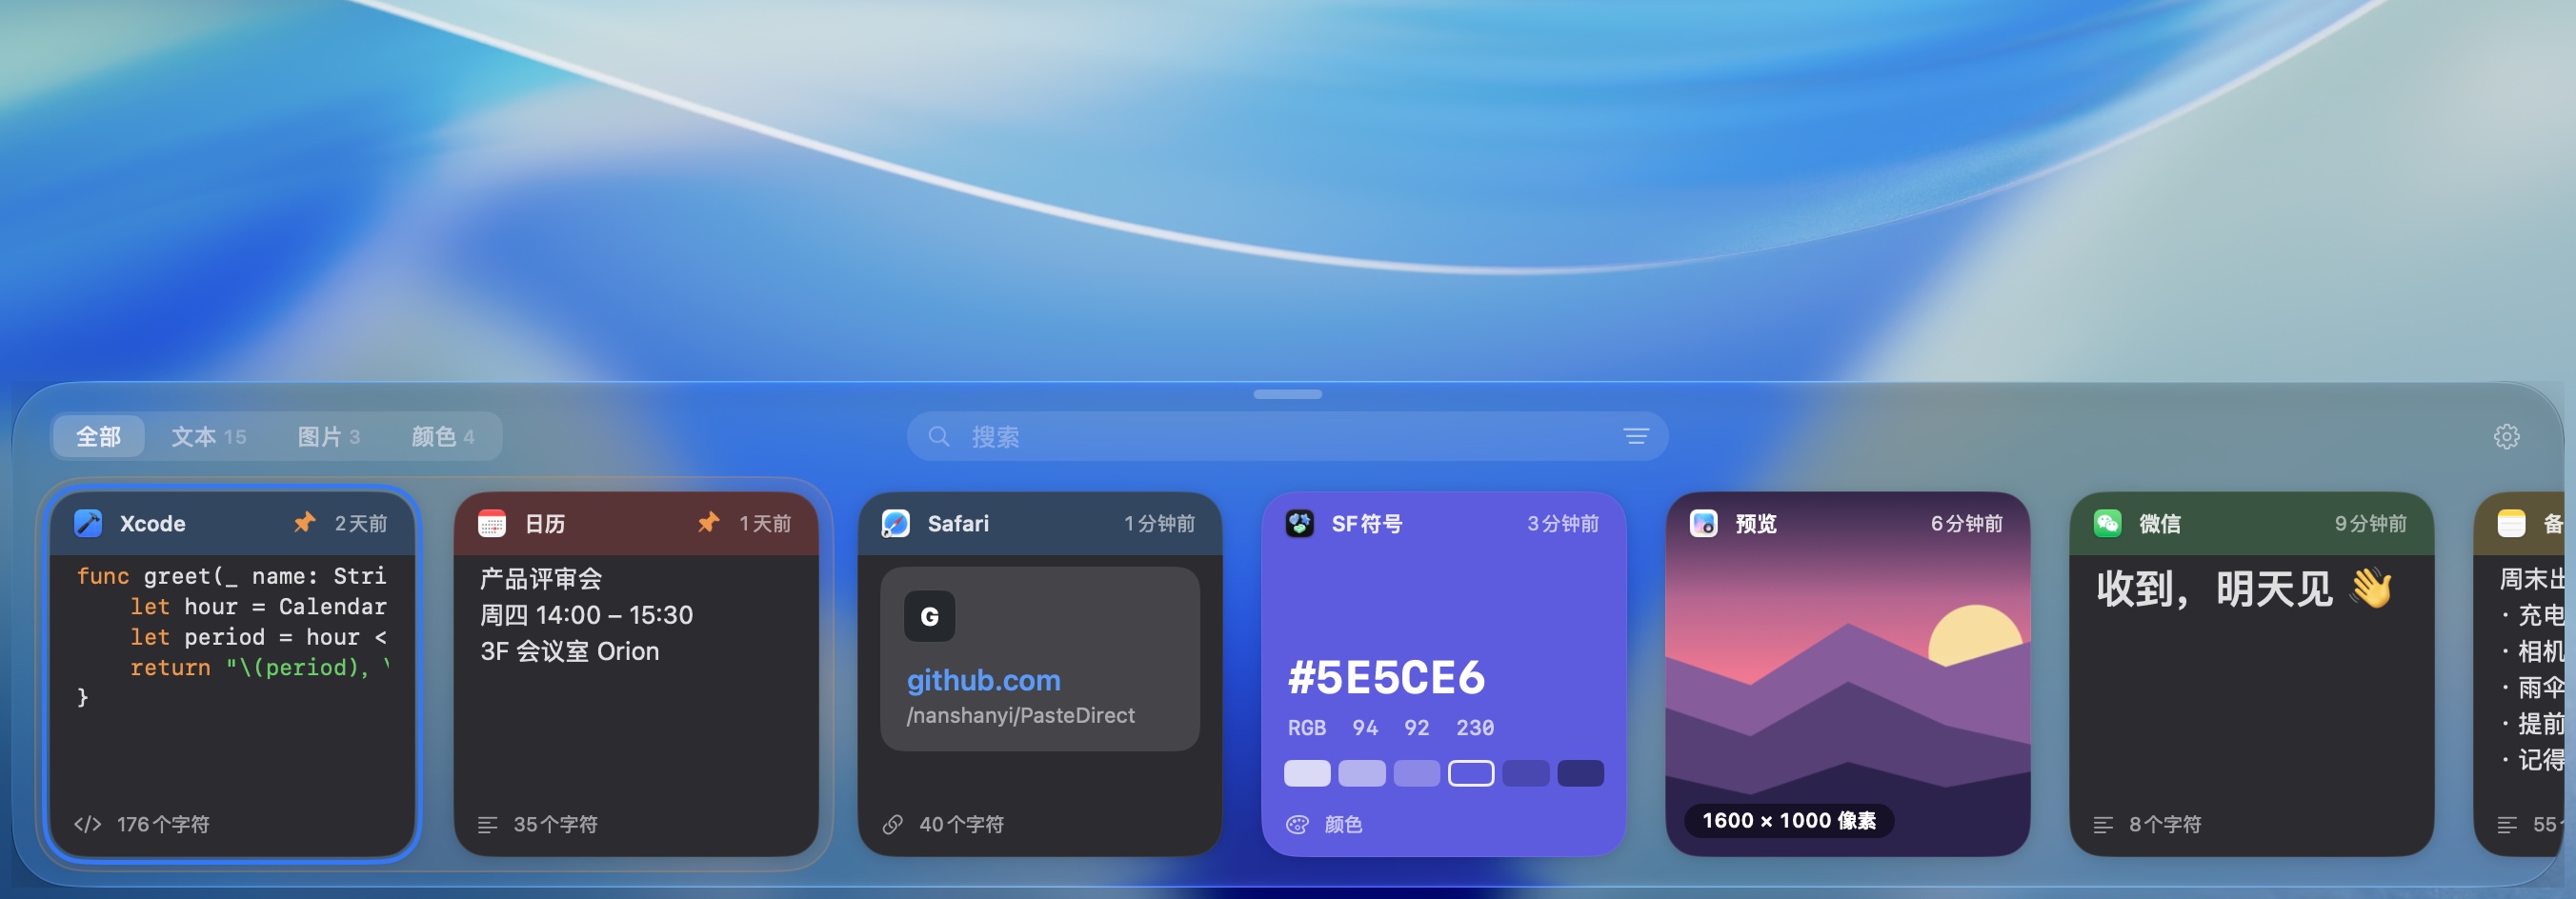 全部 文本 15 图片 3 颜色 4
搜索
Xcode 2天前
func greet(_ name: Stri
let hour = Calendar
let period = hour <
return "\(period), \
}
176个字符
日历 1天前
产品评审会
周四 14:00 – 15:30
3F 会议室 Orion
35个字符
Safari 1分钟前
G
github.com
/nanshanyi/PasteDirect
40个字符
SF符号 3分钟前
#5E5CE6
RGB 94 92 230
颜色
预览 6分钟前
1600 × 1000 像素
微信 9分钟前
收到，明天见 👋
8个字符
备
周末出
· 充电
· 相机
· 雨伞
· 提前
· 记得
55